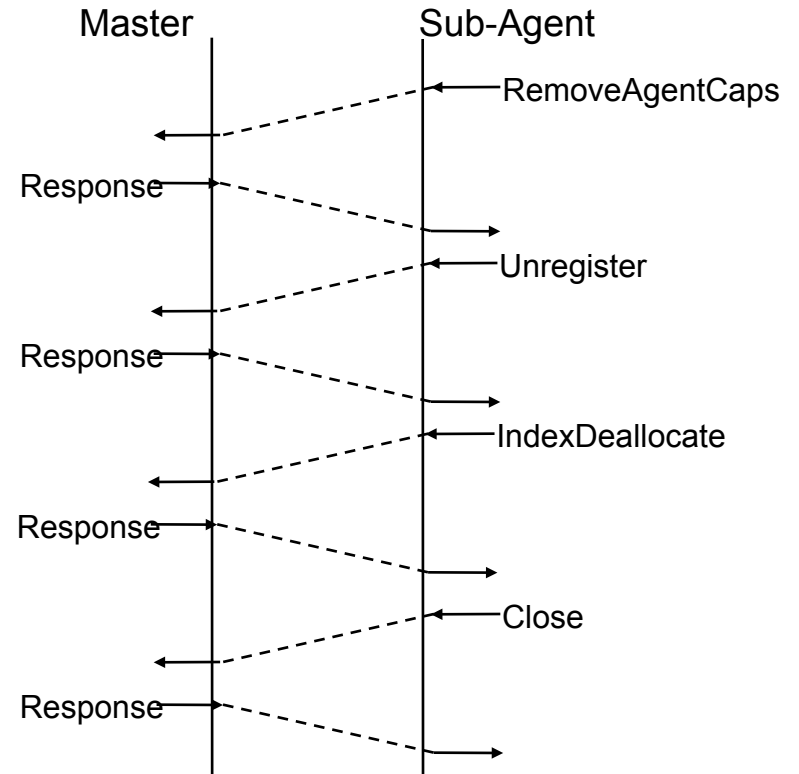 Master
Sub-Agent
RemoveAgentCaps
Response
Unregister
Response
IndexDeallocate
Response
Close
Response